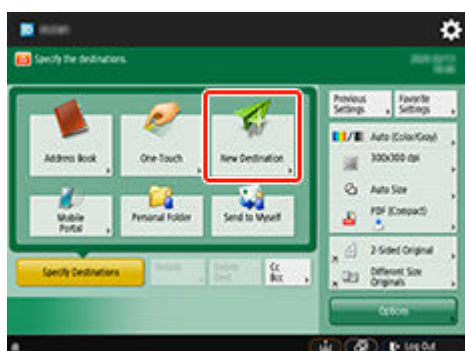 Specify the destinations.
Previous Settings
Favorite Settings
Address Book
One-Touch
New Destination
Auto (Color/Gray)
300x300 dpi
Auto Size
PDF (Compact)
Mobile Portal
Personal Folder
Send to Myself
2-Sided Original
Different Size Originals
Specify Destinations
Cc
Bcc
Options
Log Out